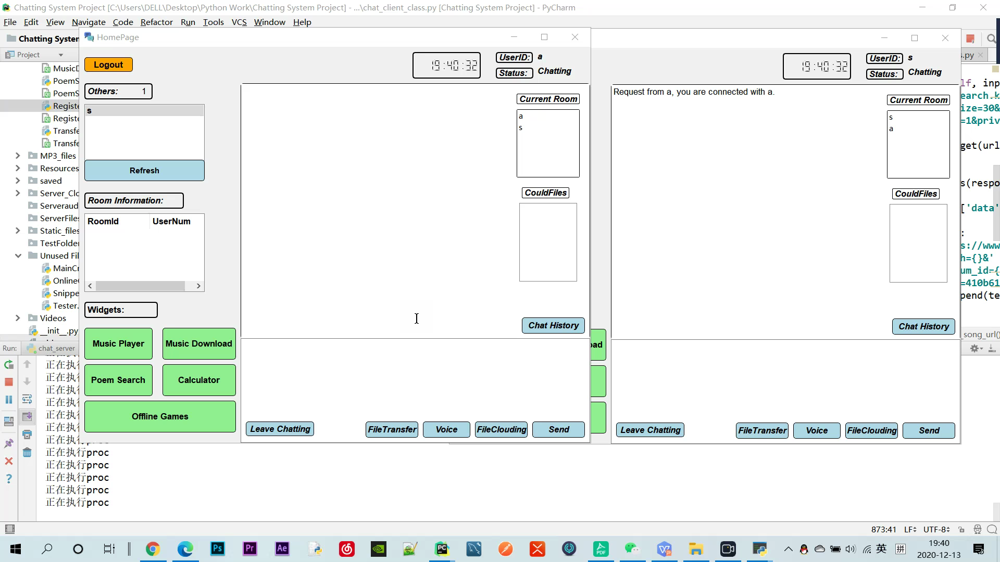 Chatting System Project [C:\Users\DELL\Desktop\Python Work\Chatting System Project] - ...\chat_client_class.py [Chatting System Project] - PyCharm
File Edit View Navigate Code Refactor Run Tools VCS Window Help
Chatting System
Project
MusicD
PoemS
PoemS
Registe
Registe
Transfe
Transfe
MP3_files
Resources
saved
Server_Clo
Serveraud
ServerFiles
Static_files
TestFolder
Unused Fil
MainCr
Online
Snippe
Tester.
Videos
__init__.py
HomePage
Logout
19:40:32
UserID: a
Status: Chatting
Others: 1
s
Refresh
Room Information:
RoomId UserNum
Widgets:
Music Player Music Download
Poem Search Calculator
Offline Games
Current Room
a
s
CouldFiles
Chat History
Leave Chatting FileTransfer Voice FileClouding Send
19:40:32
UserID: s
Status: Chatting
Request from a, you are connected with a.
Current Room
s
a
CouldFiles
Chat History
oad
Leave Chatting FileTransfer Voice FileClouding Send
s.py
lf, inp
earch.k
ize=30&
=1&priv
get(url
s(respo
['data'
:
s://www
h={}&'
um_id={
=410b61
pend(te
_song_url()
Run: chat_server
正在执行
正在执行
正在执行
正在执行
正在执行
正在执行
正在执行proc
正在执行proc
正在执行proc
正在执行proc
正在执行proc
正在执行proc
873:41 LF UTF-8
英 拼 19:40
2020-12-13